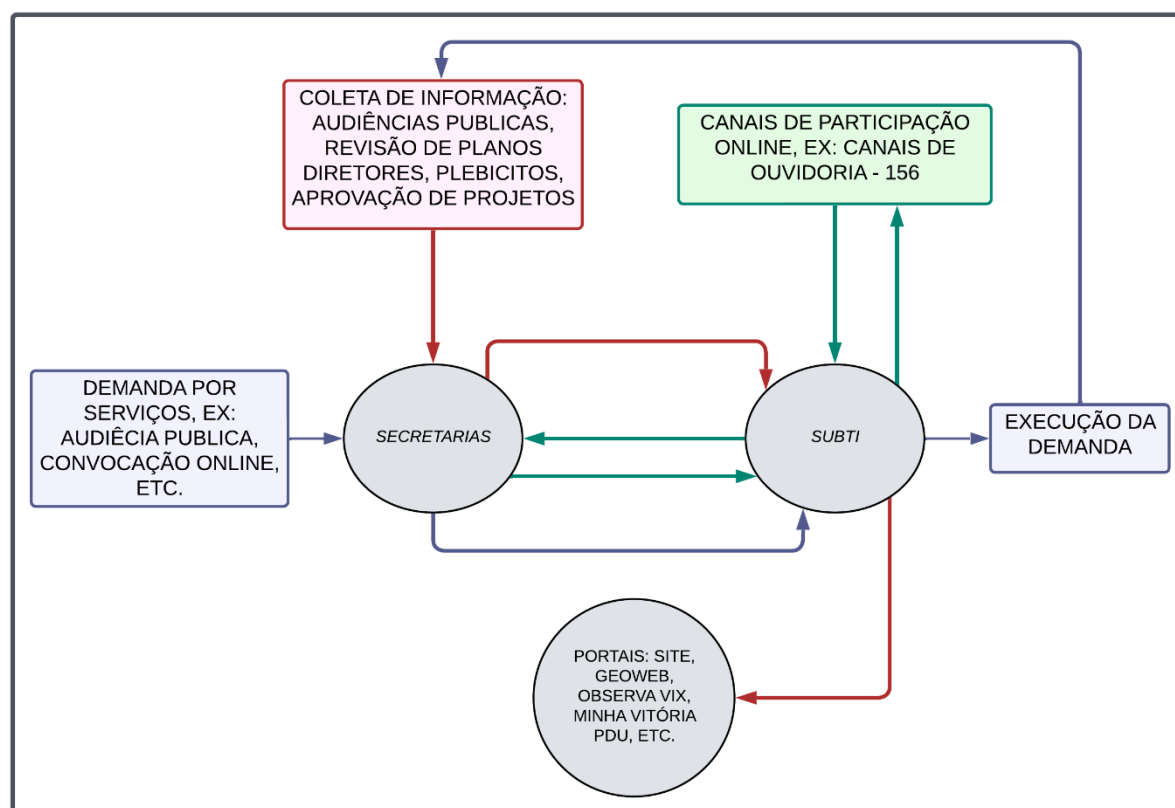 COLETA DE INFORMAÇÃO:
AUDIÊNCIAS PUBLICAS,
REVISÃO DE PLANOS
DIRETORES, PLEBICITOS,
APROVAÇÃO DE PROJETOS
CANAIS DE PARTICIPAÇÃO
ONLINE, EX: CANAIS DE
OUVIDORIA - 156
DEMANDA POR
SERVIÇOS, EX:
AUDIÊCIA PUBLICA,
CONVOCAÇÃO ONLINE,
ETC.
SECRETARIAS
SUBTI
EXECUÇÃO DA
DEMANDA
PORTAIS: SITE,
GEOWEB,
OBSERVA VIX,
MINHA VITÓRIA
PDU, ETC.